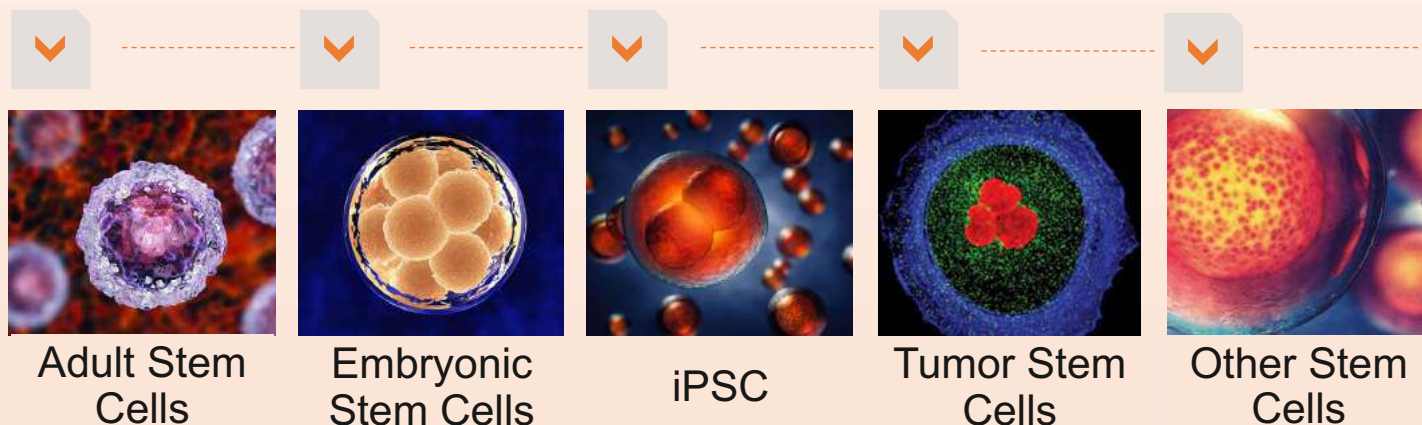 Adult Stem
Cells
Embryonic
Stem Cells
iPSC
Tumor Stem
Cells
Other Stem
Cells